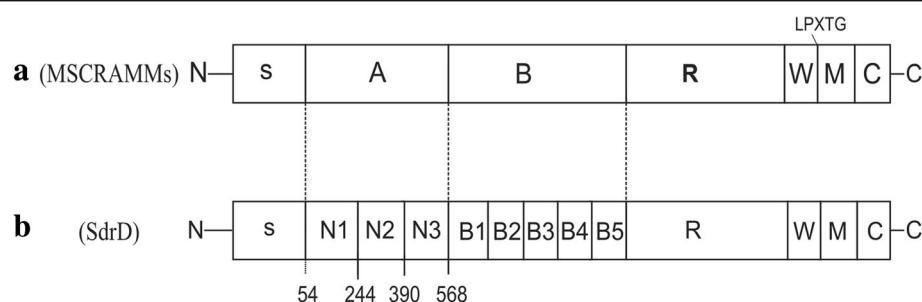 LPXTG
a (MSCRAMMs) N s A B R W M C C
b (SdrD) N s N1 N2 N3 B1 B2 B3 B4 B5 R W M C C
54 244 390 568